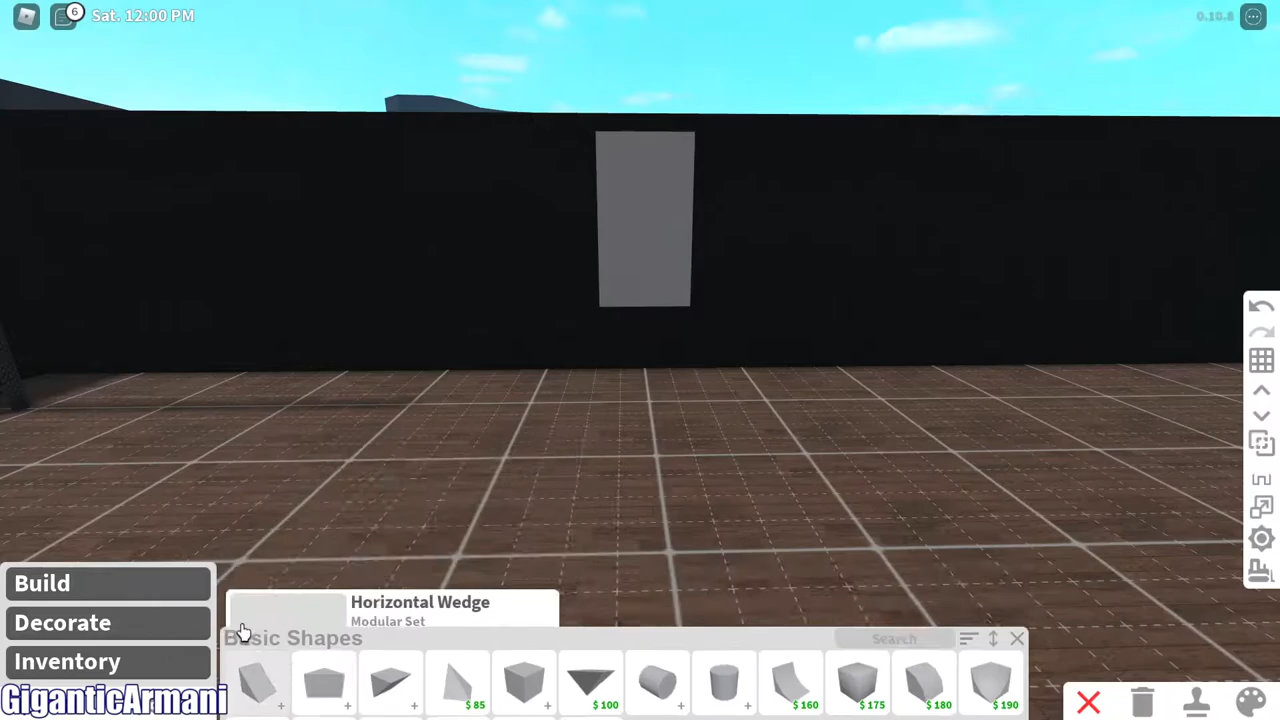 6
Sat. 12:00 PM
0.10.8
Build
Decorate
Inventory
GiganticArmani
Horizontal Wedge
Modular Set
Basic Shapes
Search
+
+
+
$ 85
+
$ 100
+
+
$ 160
$ 175
$ 180
$ 190